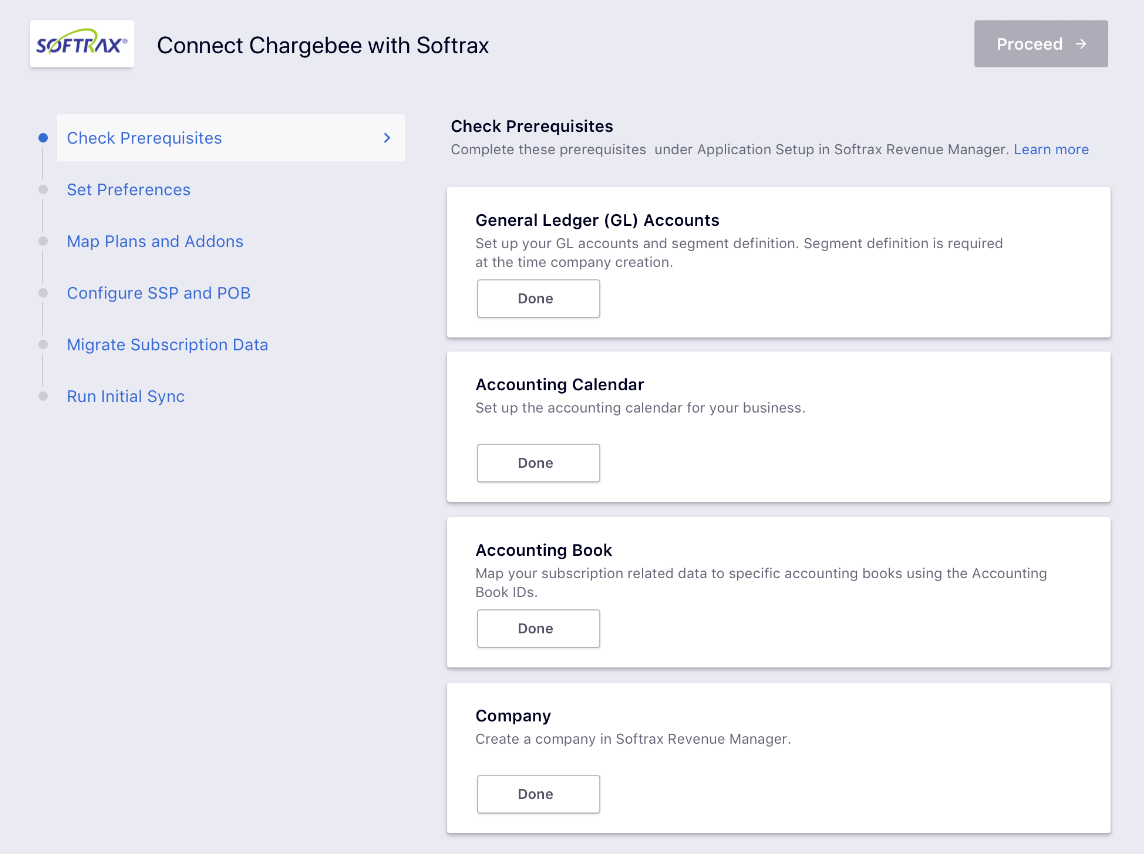 SOFTRAX®
Connect Chargebee with Softrax
Proceed →
Check Prerequisites
Set Preferences
Map Plans and Addons
Configure SSP and POB
Migrate Subscription Data
Run Initial Sync
Check Prerequisites
Complete these prerequisites under Application Setup in Softrax Revenue Manager. Learn more
General Ledger (GL) Accounts
Set up your GL accounts and segment definition. Segment definition is required
at the time company creation.
Done
Accounting Calendar
Set up the accounting calendar for your business.
Done
Accounting Book
Map your subscription related data to specific accounting books using the Accounting
Book IDs.
Done
Company
Create a company in Softrax Revenue Manager.
Done